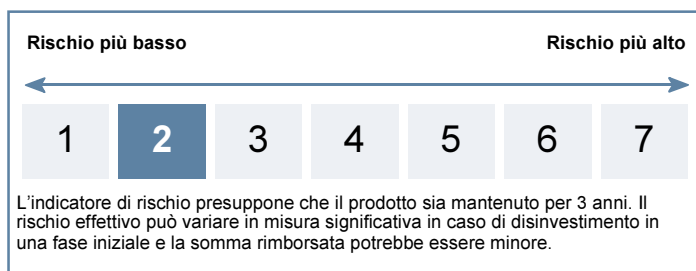 Rischio più basso Rischio più alto
1 2 3 4 5 6 7
L'indicatore di rischio presuppone che il prodotto sia mantenuto per 3 anni. Il
rischio effettivo può variare in misura significativa in caso di disinvestimento in
una fase iniziale e la somma rimborsata potrebbe essere minore.